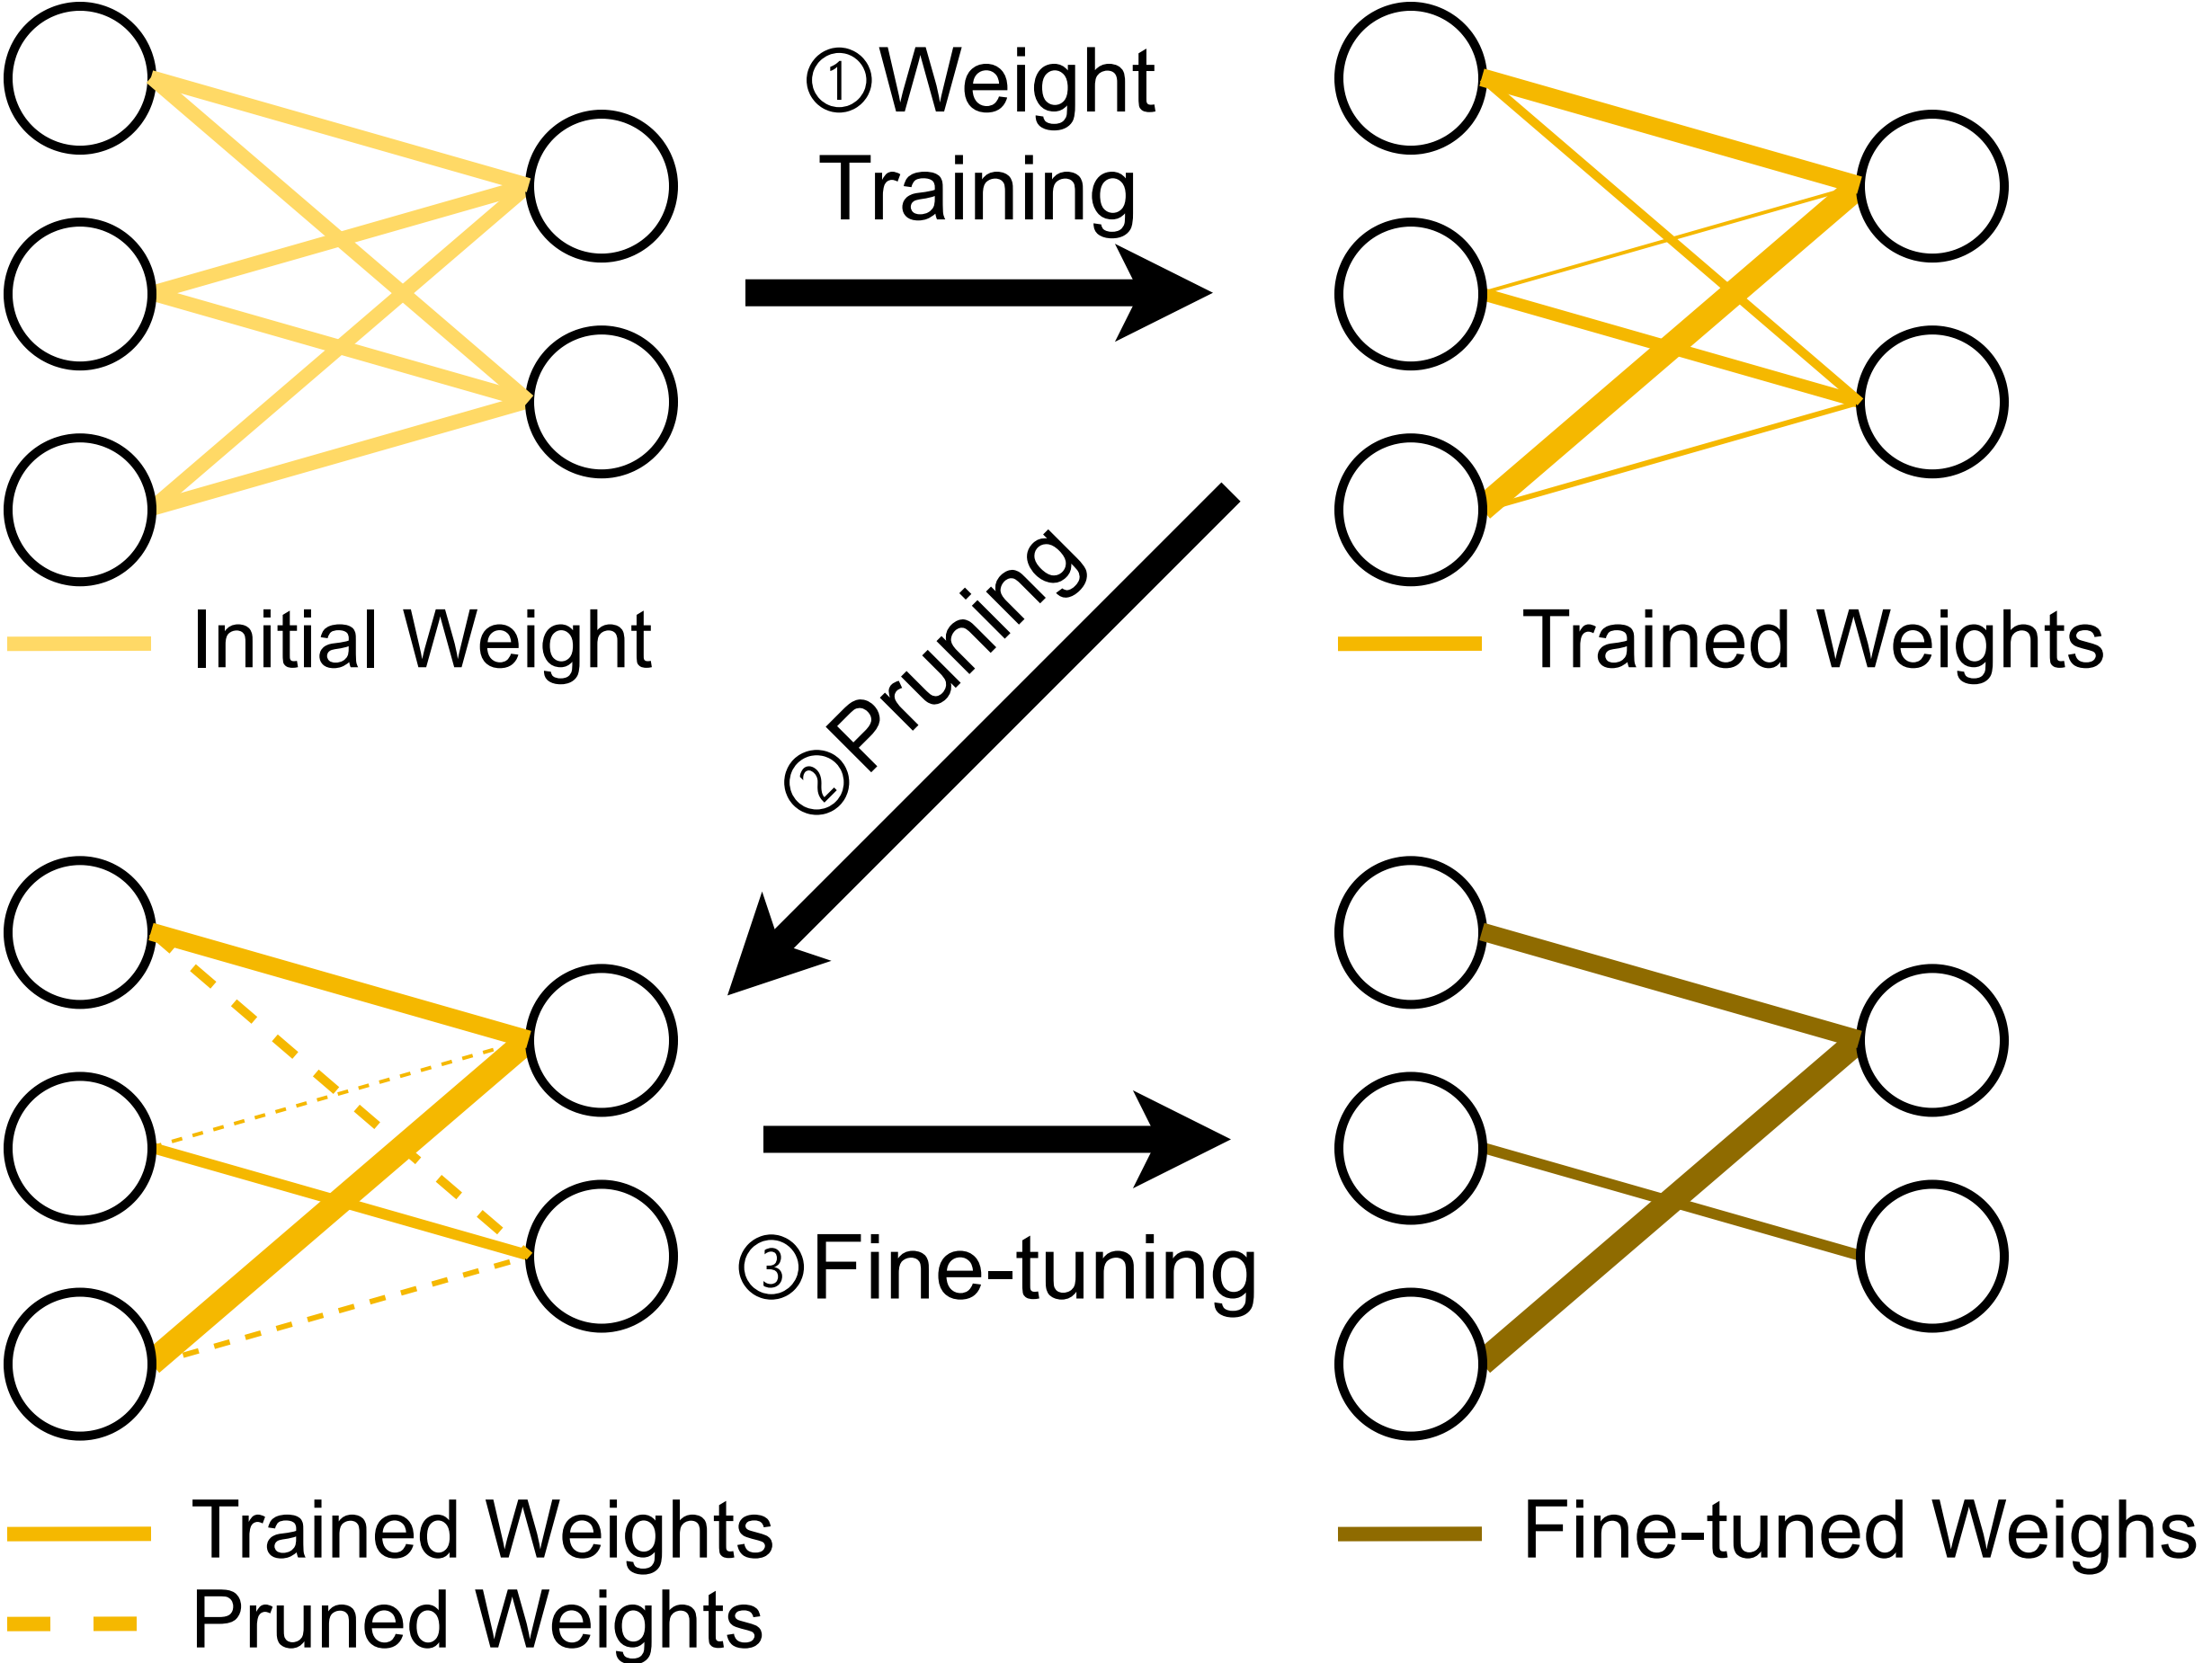 ①Weight
Training
Initial Weight
Trained Weights
②Pruning
③Fine-tuning
Trained Weights
Pruned Weights
Fine-tuned Weighs